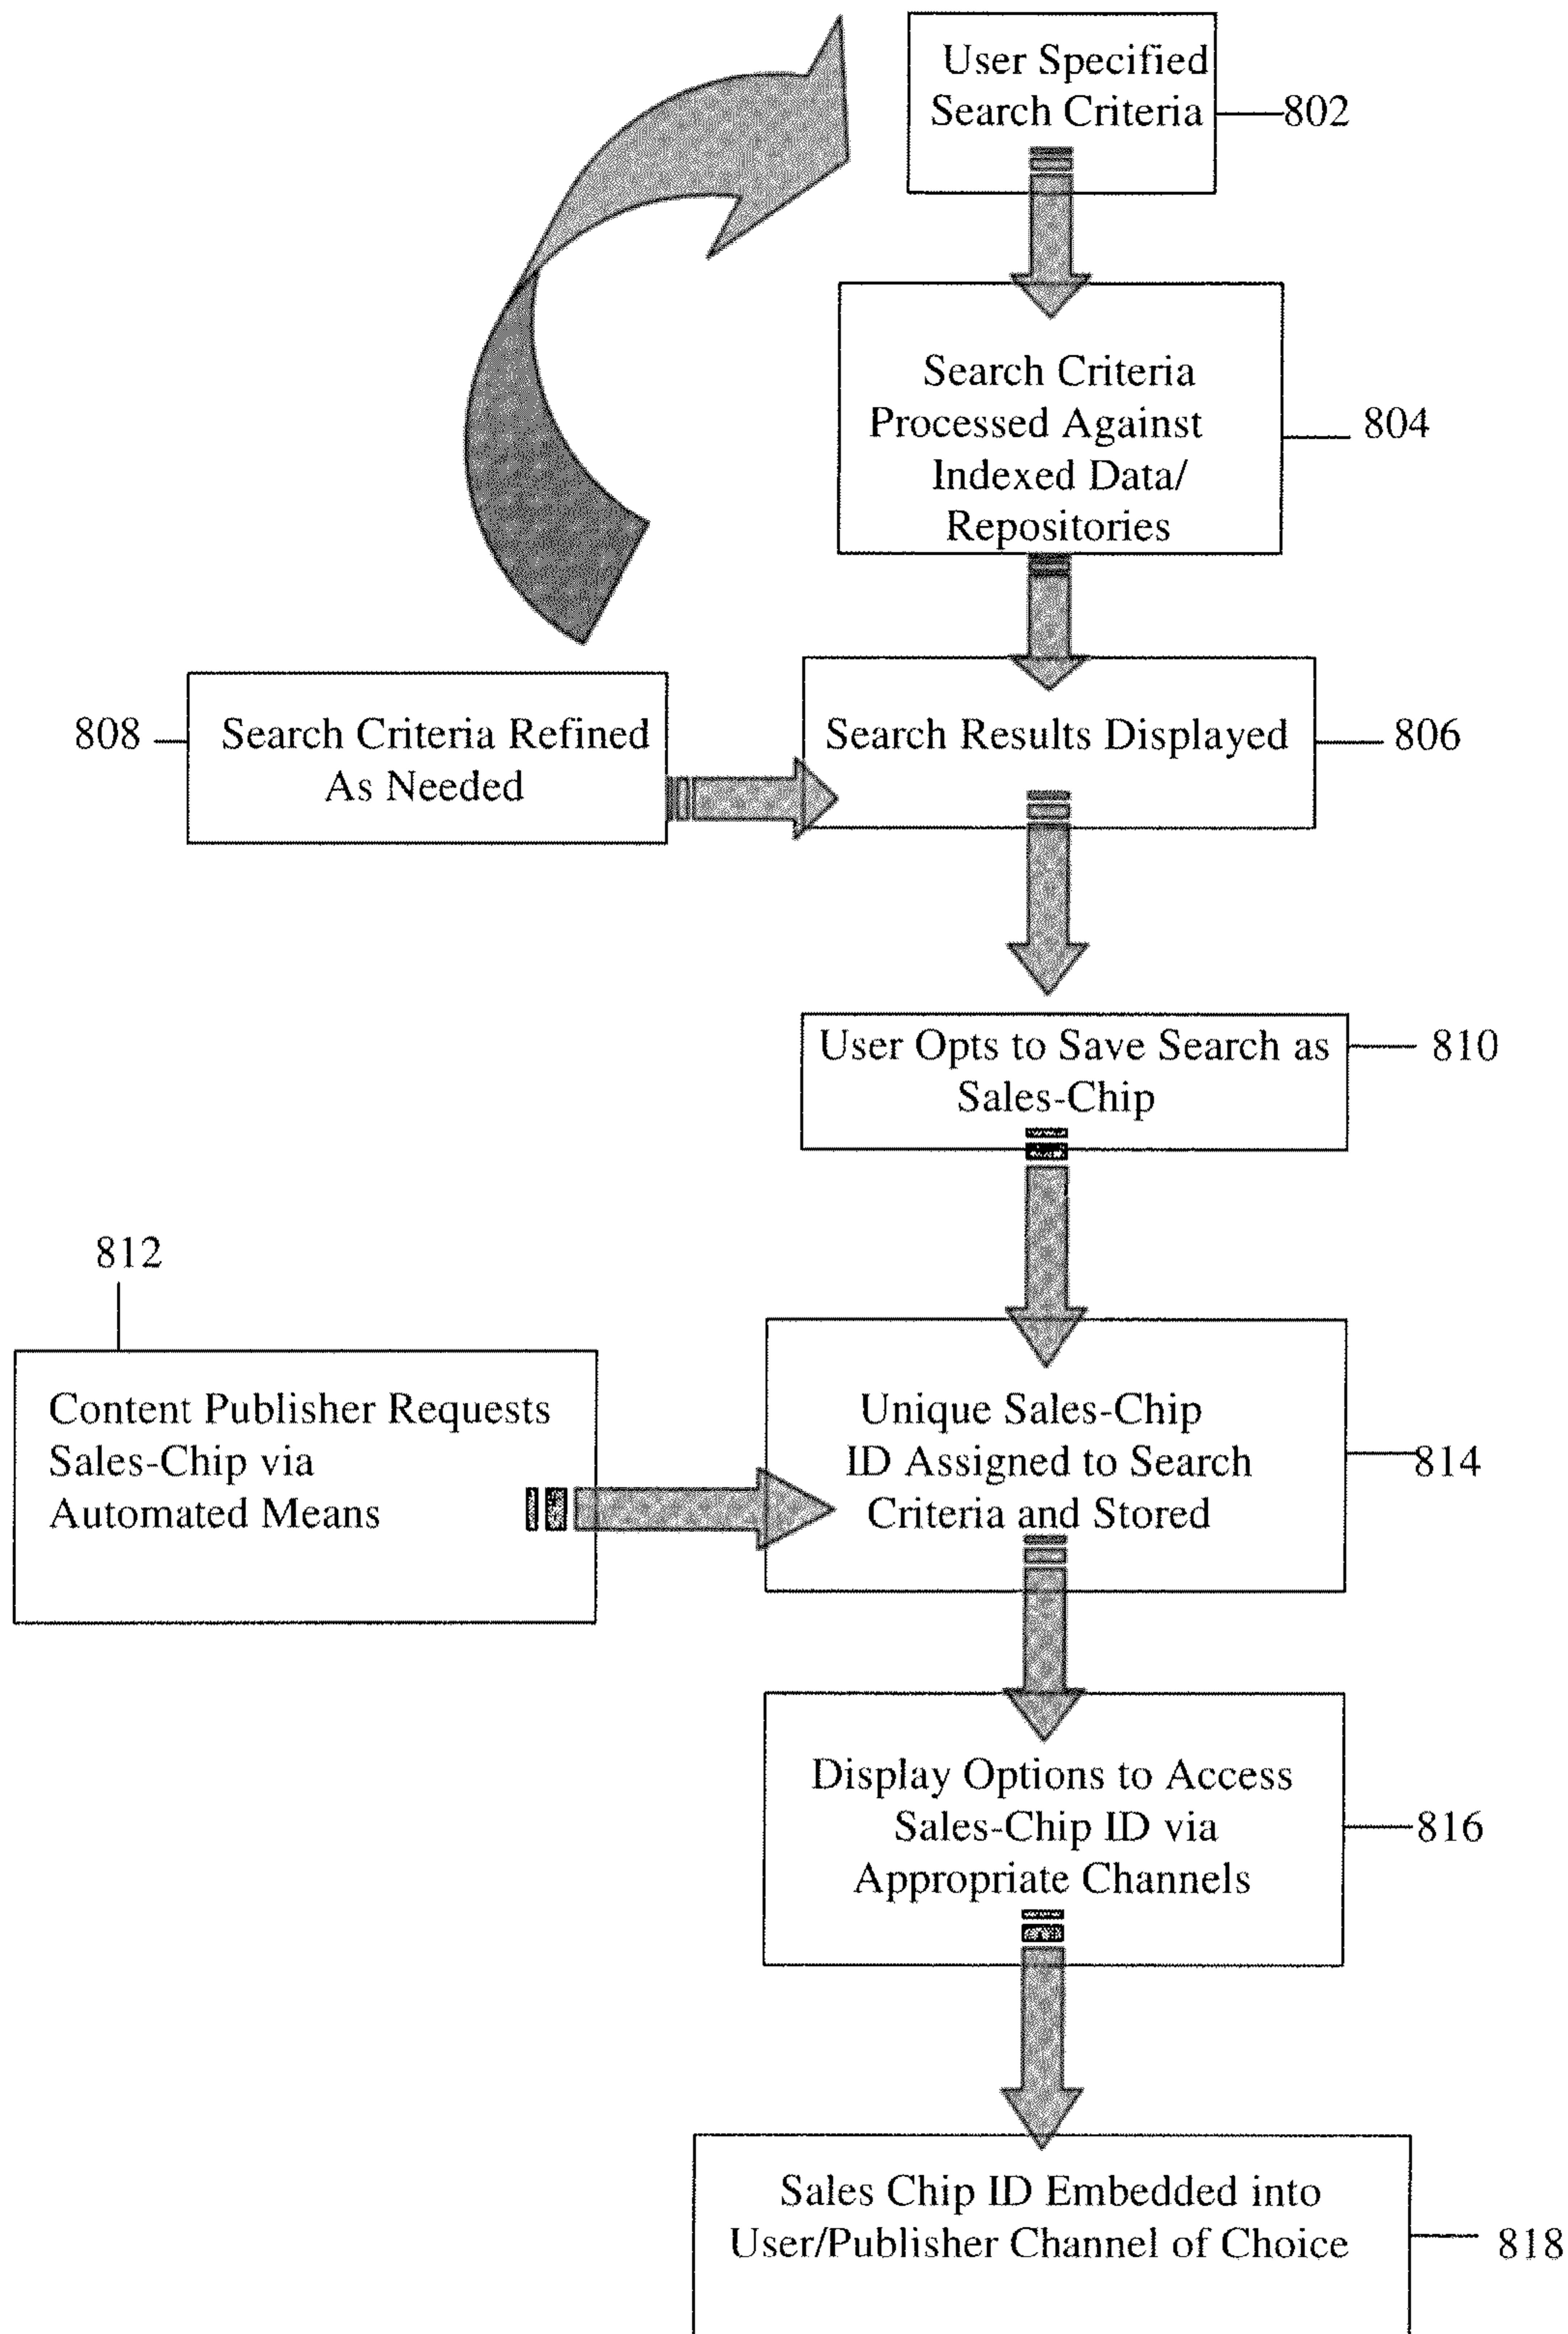 User Specified
Search Criteria
802
Search Criteria
Processed Against
Indexed Data/
Repositories
804
808
Search Criteria Refined
As Needed
Search Results Displayed
806
User Opts to Save Search as
Sales-Chip
810
812
Content Publisher Requests
Sales-Chip via
Automated Means
Unique Sales-Chip
ID Assigned to Search
Criteria and Stored
814
Display Options to Access
Sales-Chip ID via
Appropriate Channels
816
Sales Chip ID Embedded into
User/Publisher Channel of Choice
818